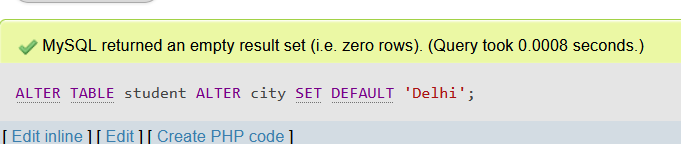 MySQL returned an empty result set (i.e. zero rows). (Query took 0.0008 seconds.)
ALTER TABLE student ALTER city SET DEFAULT 'Delhi';
[ Edit inline ] [ Edit ] [ Create PHP code ]